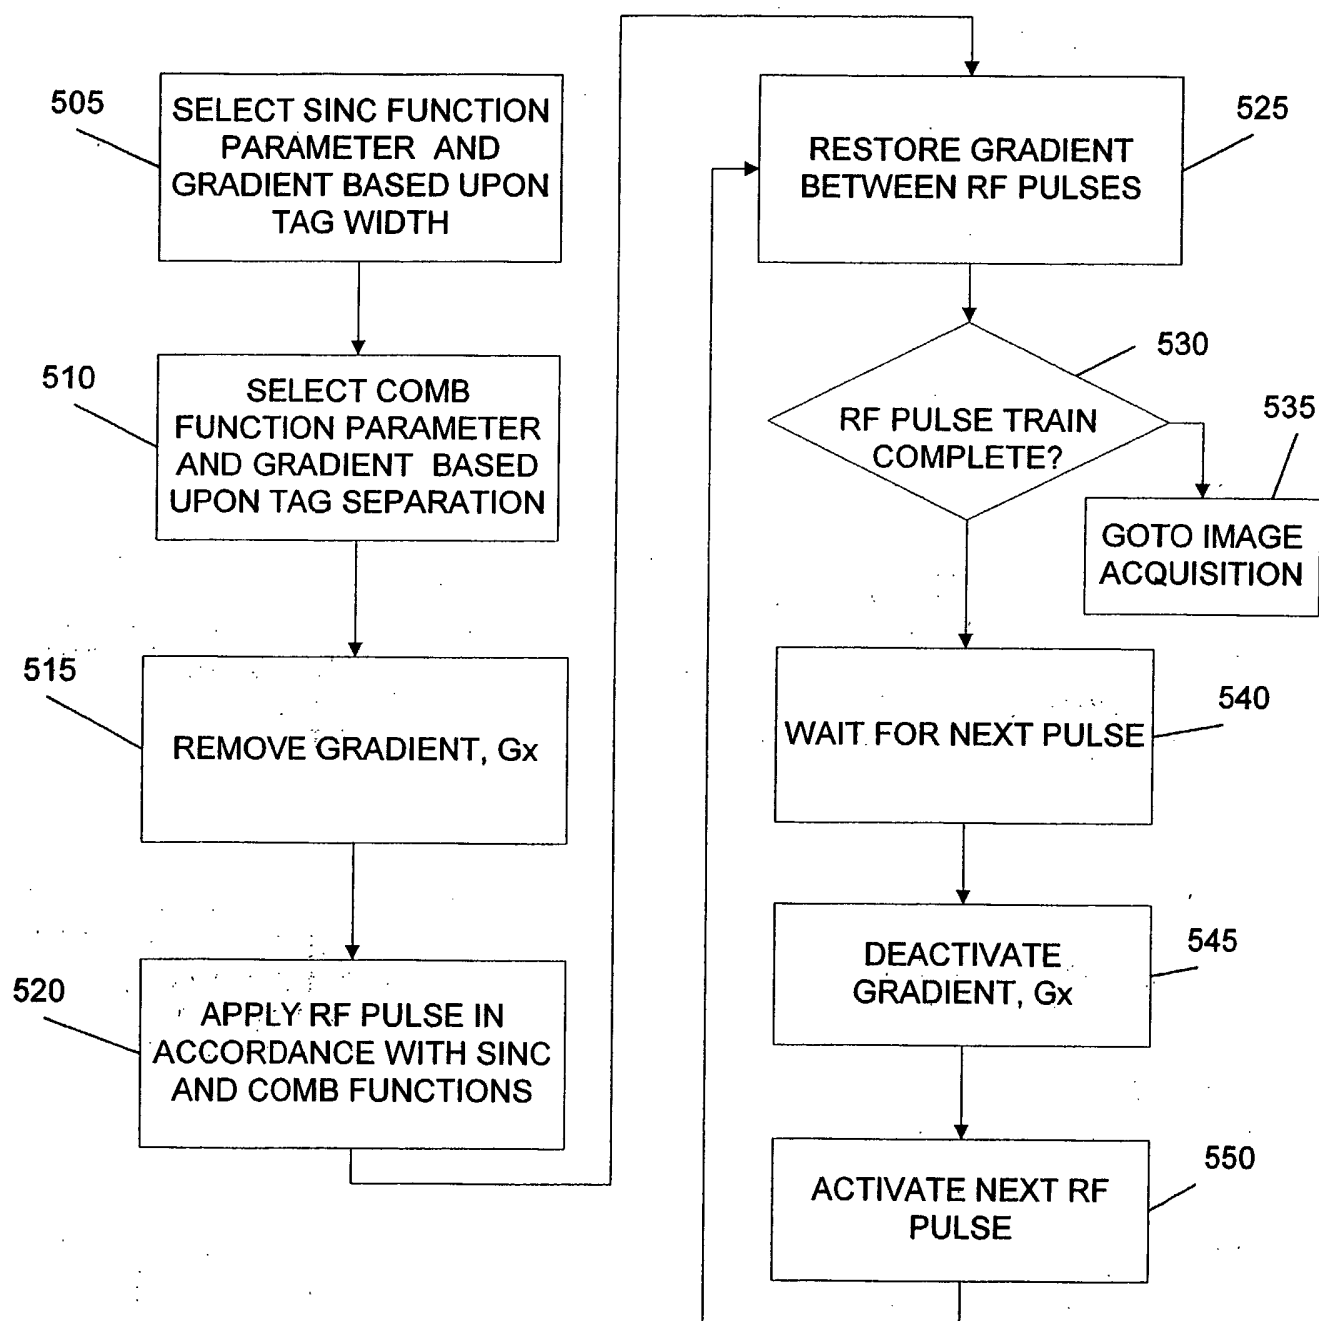 505
SELECT SINC FUNCTION
PARAMETER AND
GRADIENT BASED UPON
TAG WIDTH
510
SELECT COMB
FUNCTION PARAMETER
AND GRADIENT BASED
UPON TAG SEPARATION
515
REMOVE GRADIENT, Gx
520
APPLY RF PULSE IN
ACCORDANCE WITH SINC
AND COMB FUNCTIONS
525
RESTORE GRADIENT
BETWEEN RF PULSES
530
RF PULSE TRAIN
COMPLETE?
535
GOTO IMAGE
ACQUISITION
540
WAIT FOR NEXT PULSE
545
DEACTIVATE
GRADIENT, Gx
550
ACTIVATE NEXT RF
PULSE